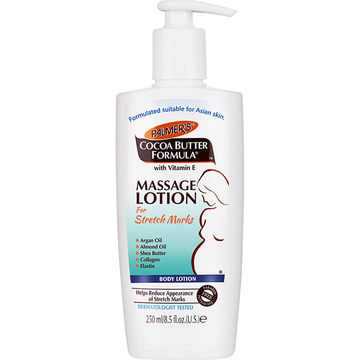 Formulated suitable for Asian skin.
PALMER'S®
COCOA BUTTER
FORMULA®
with Vitamin E
MASSAGE
LOTION
For
Stretch Marks
Argan Oil
Almond Oil
Shea Butter
Collagen
Elastin
BODY LOTION
Helps Reduce Appearance
of Stretch Marks
DERMATOLOGIST TESTED
250 ml/8.5 fl.oz.(U.S.)℮
PALMER'S